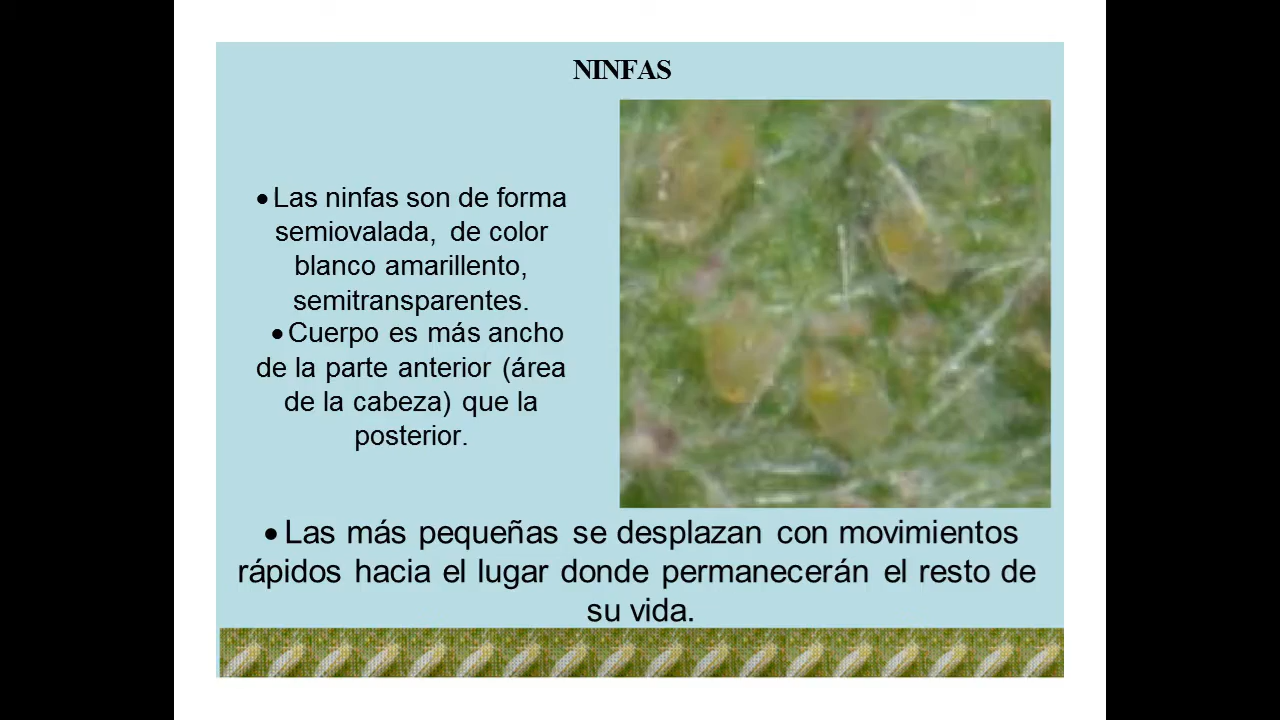 NINFAS
•Las ninfas son de forma
semiovalada, de color
blanco amarillento,
semitransparentes.
•Cuerpo es más ancho
de la parte anterior (área
de la cabeza) que la
posterior.
•Las más pequeñas se desplazan con movimientos
rápidos hacia el lugar donde permanecerán el resto de
su vida.